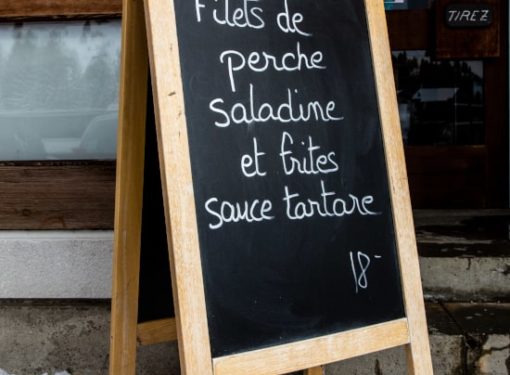 Filets de
perche
saladine
et frites
sauce tartare
18-
TIREZ